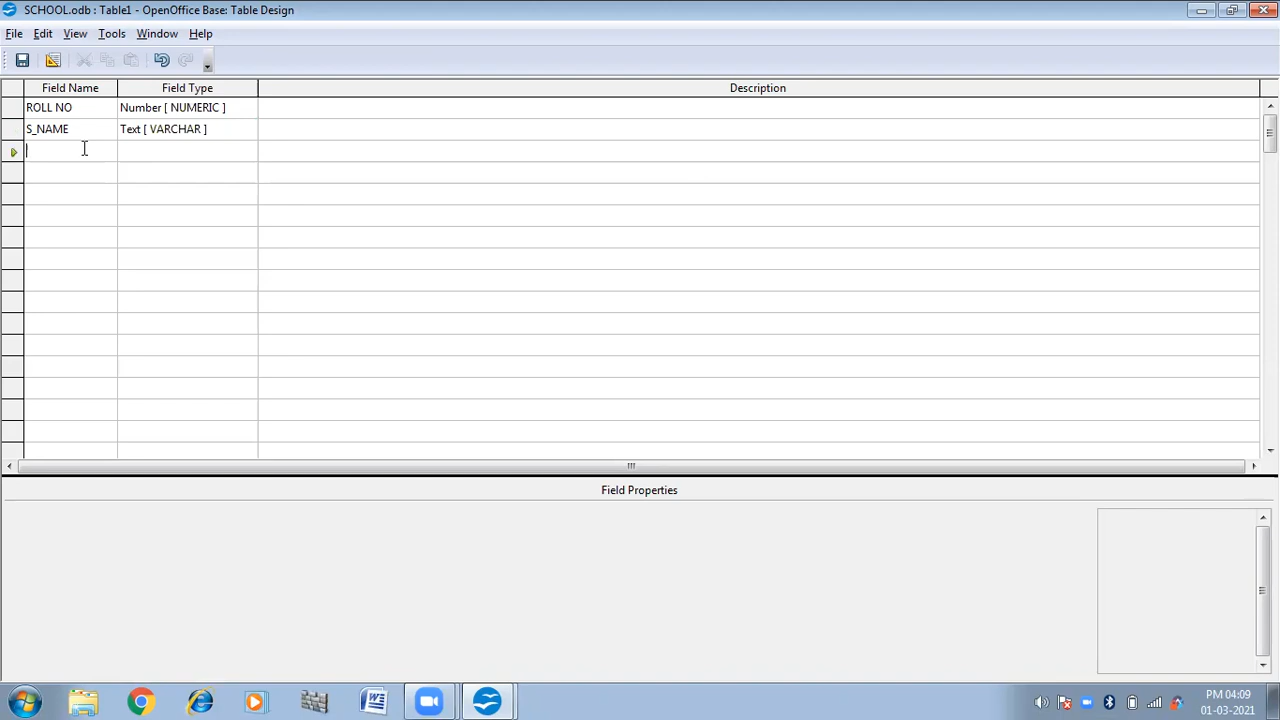 SCHOOL.odb : Table1 - OpenOffice Base: Table Design
File Edit View Tools Window Help
Field Name Field Type Description
ROLL NO Number [ NUMERIC ]
S_NAME Text [ VARCHAR ]
Field Properties
PM 04:09
01-03-2021